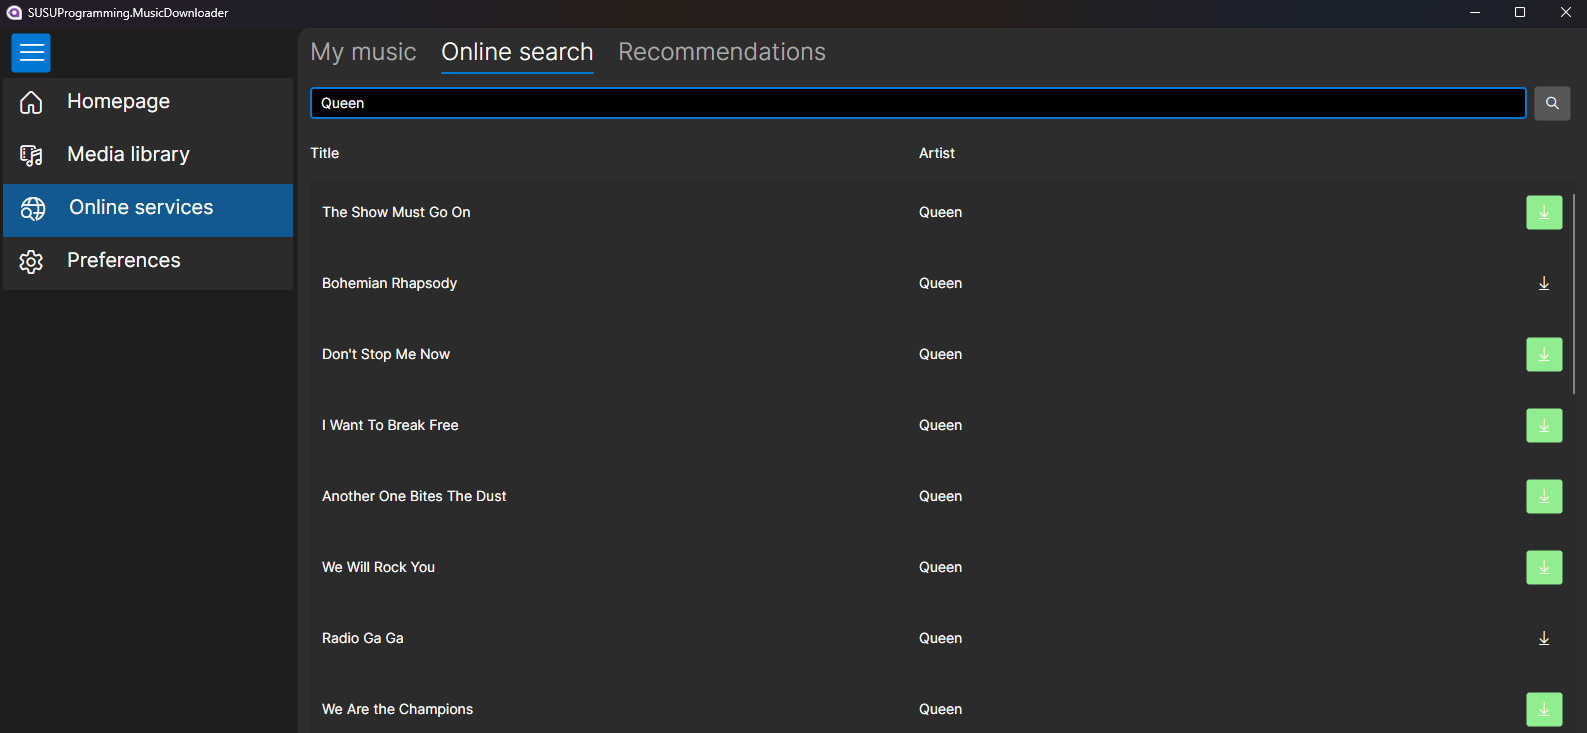 SUSUProgramming.MusicDownloader
My music Online search Recommendations
Homepage
Media library
Online services
Preferences
Queen
Title Artist
The Show Must Go On Queen
Bohemian Rhapsody Queen
Don't Stop Me Now Queen
I Want To Break Free Queen
Another One Bites The Dust Queen
We Will Rock You Queen
Radio Ga Ga Queen
We Are the Champions Queen